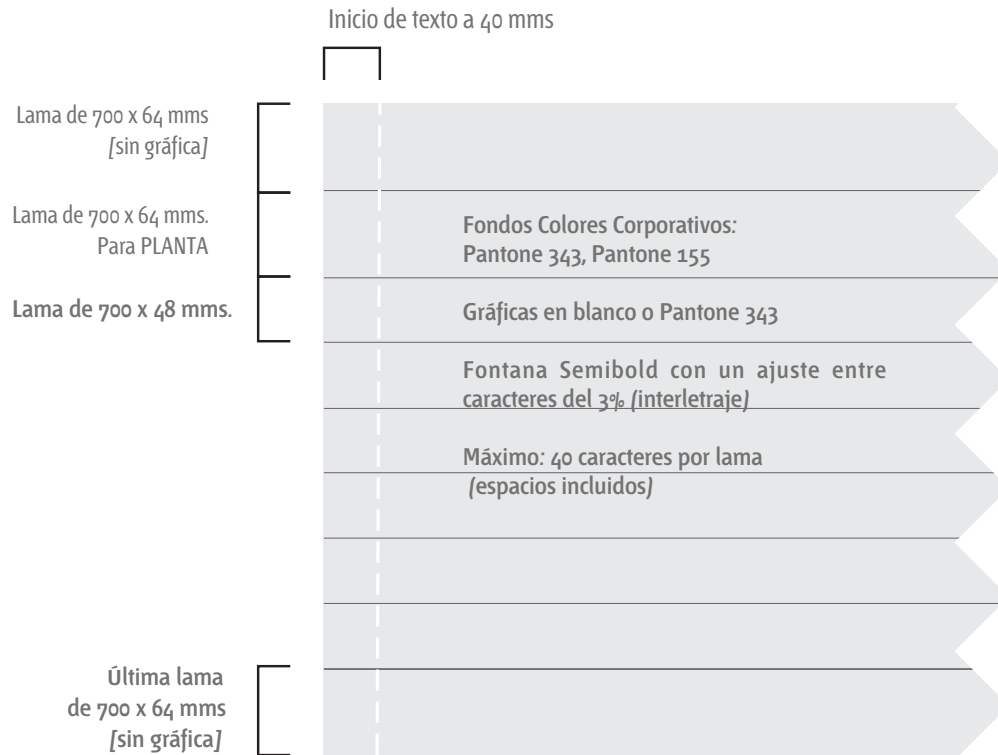 Inicio de texto a 40 mms
Lama de 700 x 64 mms
[sin gráfica]
Lama de 700 x 64 mms.
Para PLANTA
Lama de 700 x 48 mms.
Fondos Colores Corporativos:
Pantone 343, Pantone 155
Gráficas en blanco o Pantone 343
Fontana Semibold con un ajuste entre
caracteres del 3% (interletraje)
Máximo: 40 caracteres por lama
(espacios incluidos)
Última lama
de 700 x 64 mms
[sin gráfica]